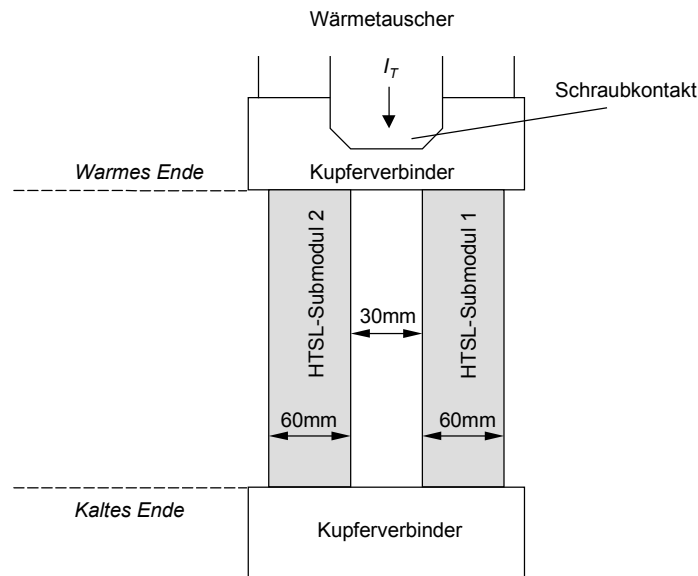 Wärmetauscher
I_T
Schraubkontakt
Warmes Ende
Kupferverbinder
HTSL-Submodul 2
HTSL-Submodul 1
30mm
60mm
60mm
Kaltes Ende
Kupferverbinder